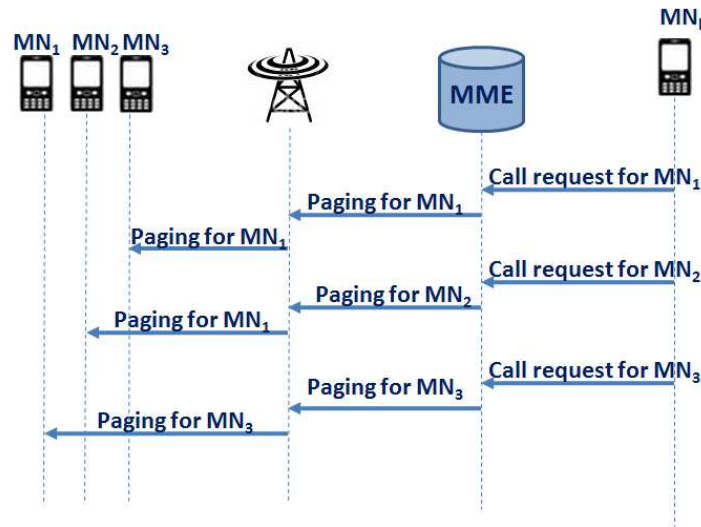 MNI
MN1 MN2 MN3
MME
Call request for MN1
Paging for MN1
Paging for MN1
Call request for MN2
Paging for MN2
Paging for MN1
Call request for MN3
Paging for MN3
Paging for MN3